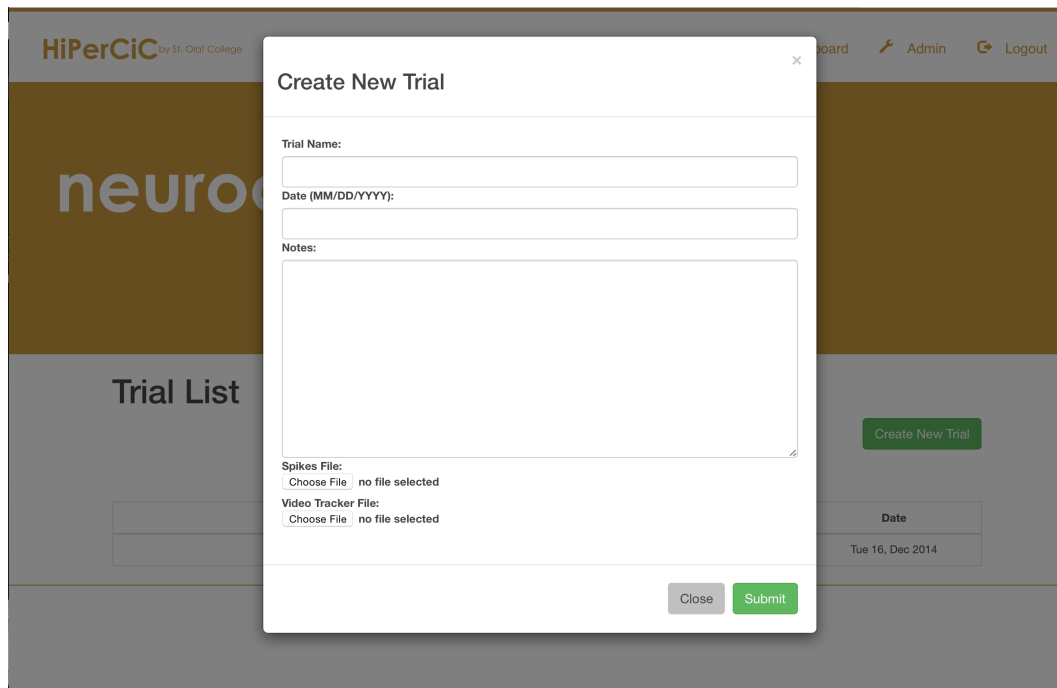 HiPerCiC by St. Olaf College
Admin
Logout
×
Create New Trial
Trial Name:
Date (MM/DD/YYYY):
Notes:
Trial List
Create New Trial
Spikes File:
Choose File no file selected
Video Tracker File:
Choose File no file selected
Date
Tue 16, Dec 2014
Close Submit